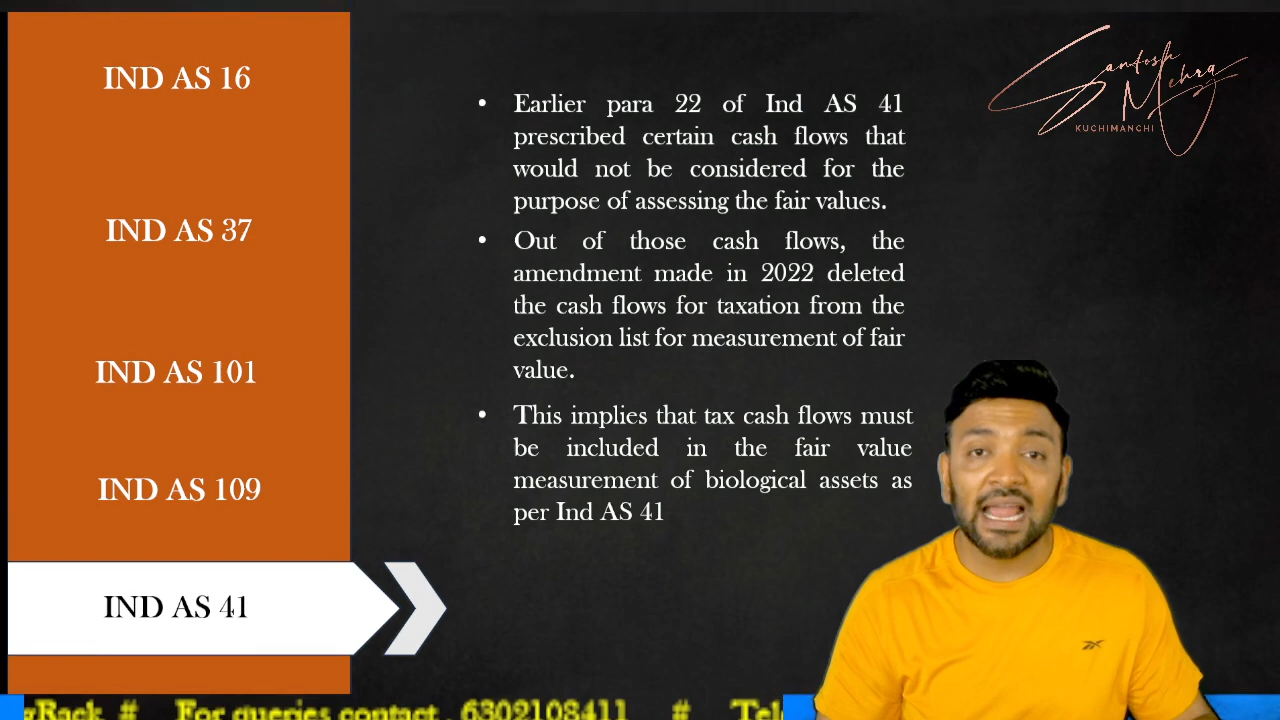 IND AS 16
IND AS 37
IND AS 101
IND AS 109
IND AS 41
• Earlier para 22 of Ind AS 41
prescribed certain cash flows that
would not be considered for the
purpose of assessing the fair values.
• Out of those cash flows, the
amendment made in 2022 deleted
the cash flows for taxation from the
exclusion list for measurement of fair
value.
• This implies that tax cash flows must
be included in the fair value
measurement of biological assets as
per Ind AS 41
Santosh
Mehra
KUCHIMANCHI
# For queries contact . 6302108411 #